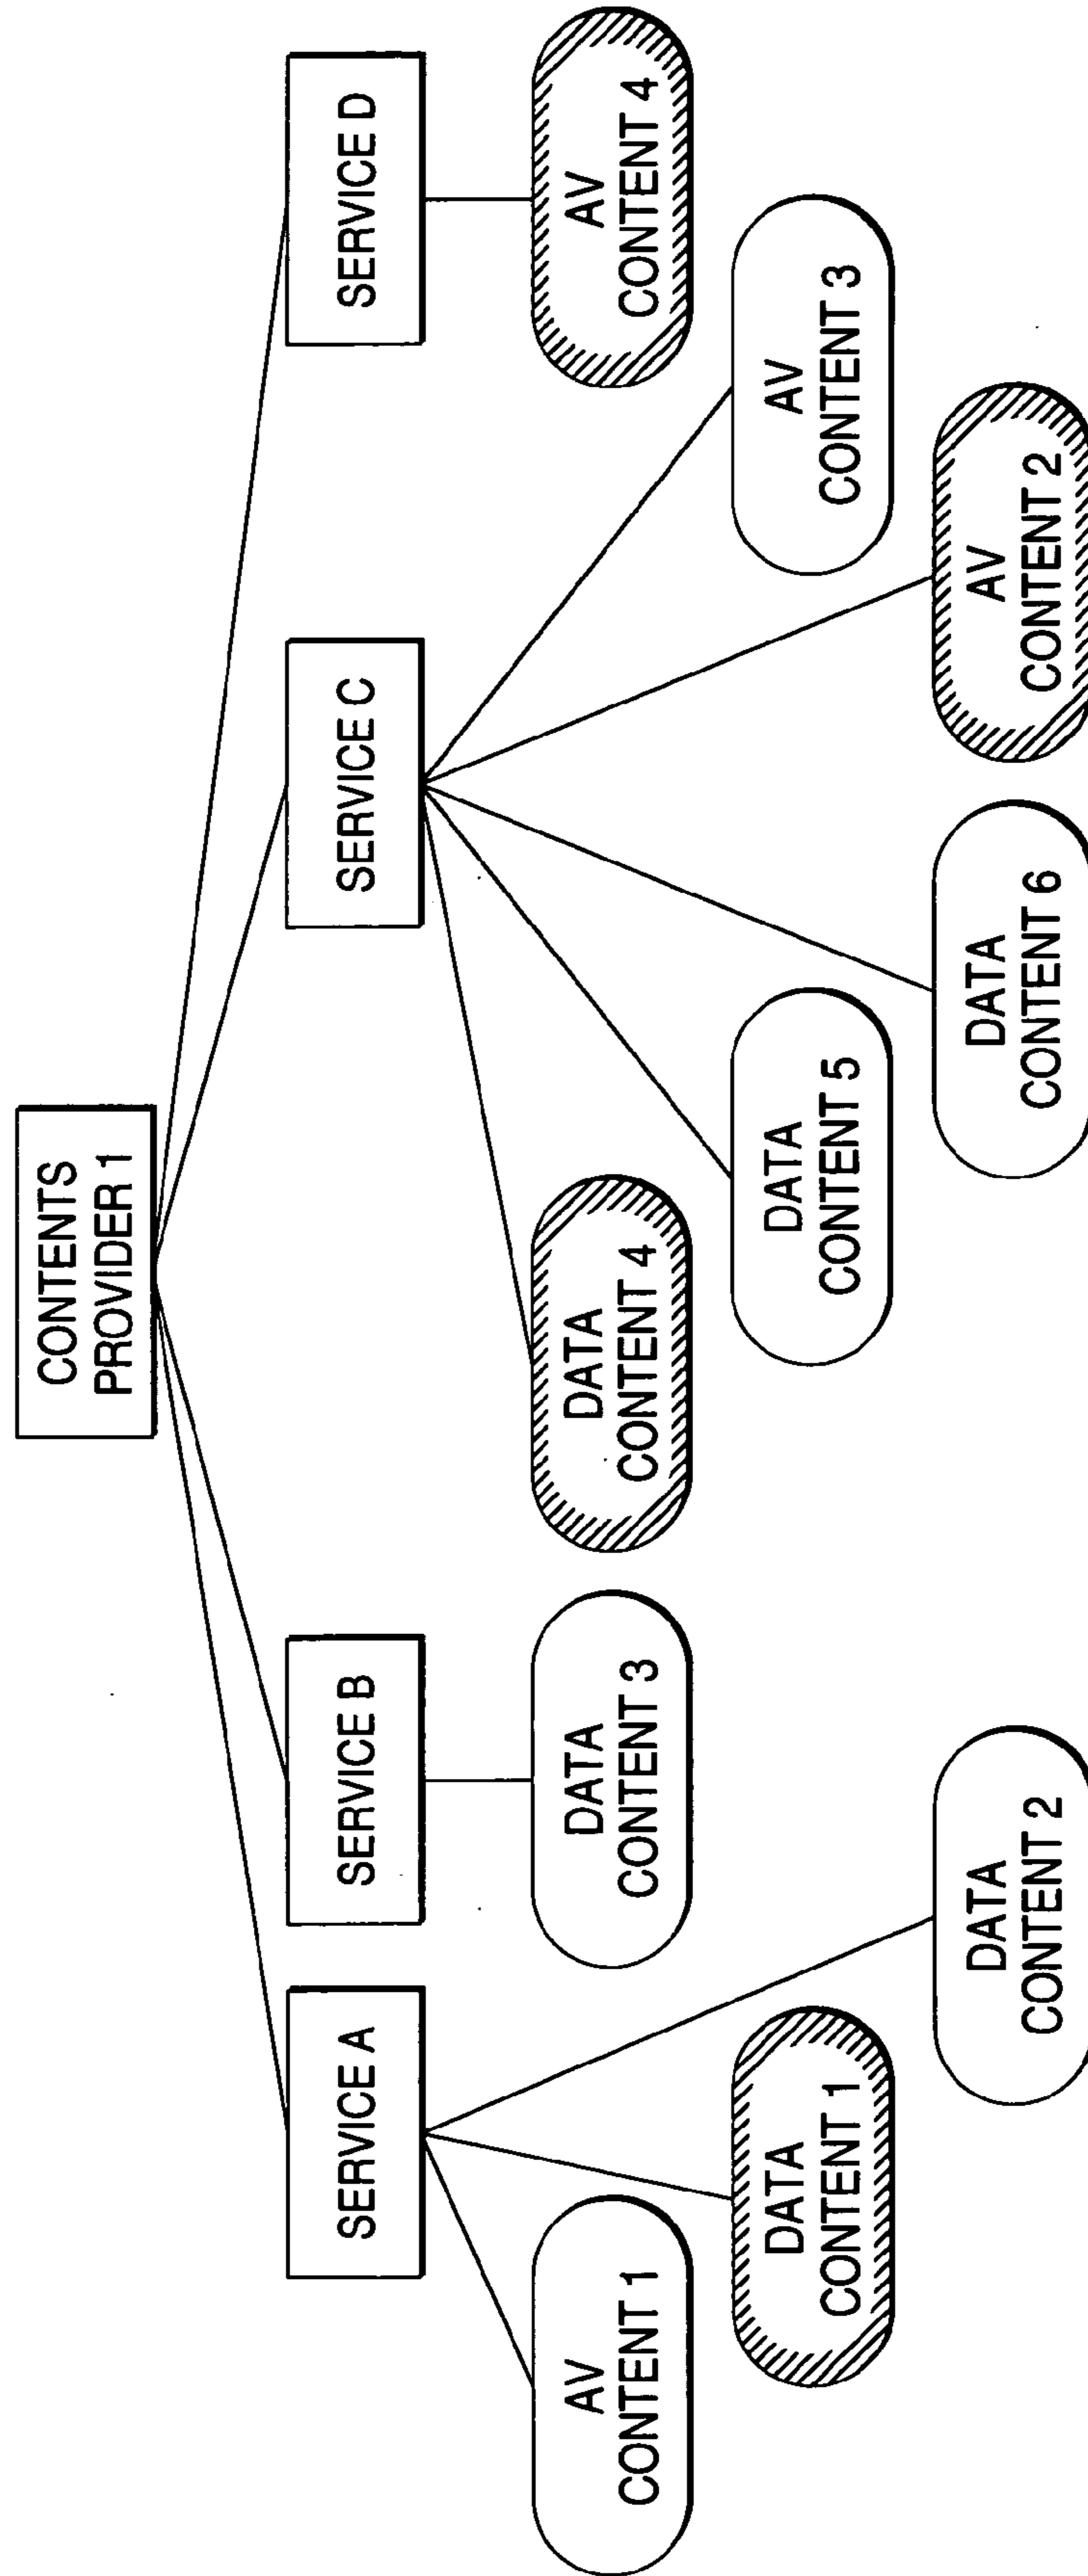 CONTENTS
PROVIDER 1
SERVICE A
SERVICE B
SERVICE C
SERVICE D
AV
CONTENT 1
DATA
CONTENT 1
DATA
CONTENT 2
DATA
CONTENT 3
DATA
CONTENT 4
DATA
CONTENT 5
DATA
CONTENT 6
AV
CONTENT 2
AV
CONTENT 3
AV
CONTENT 4